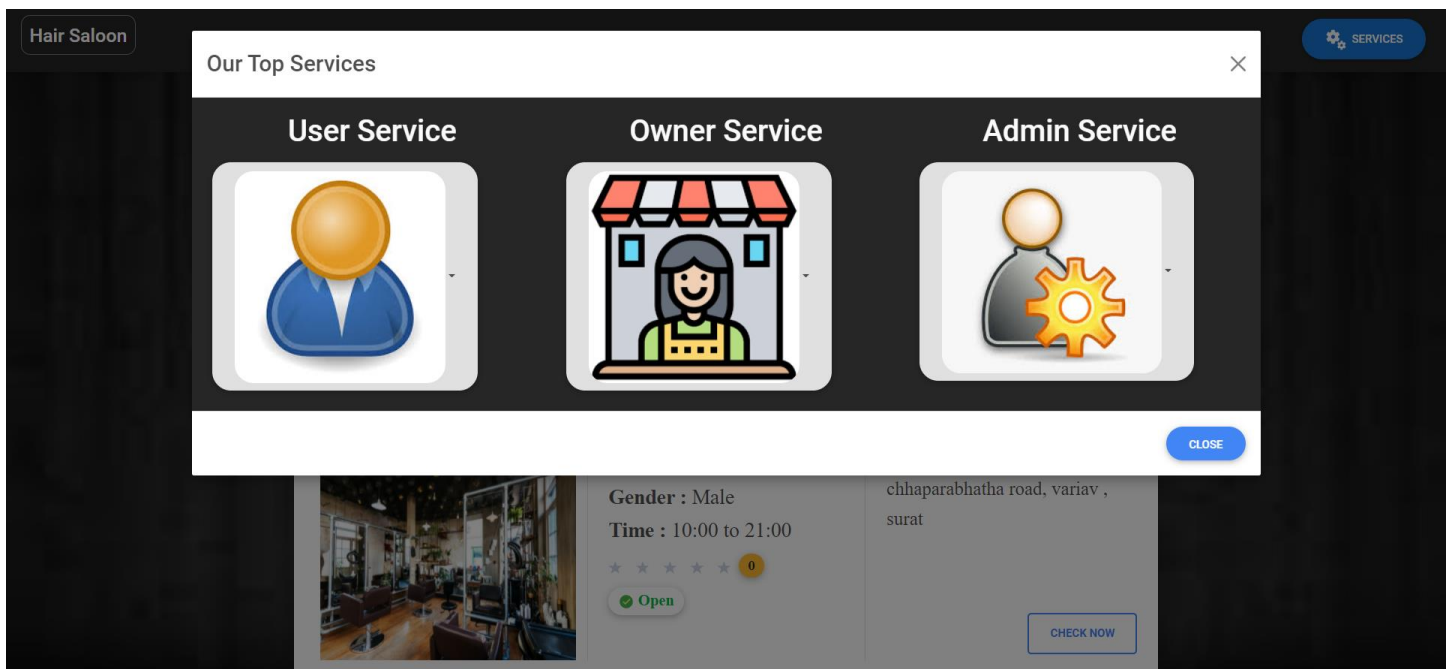 Hair Saloon
SERVICES
Our Top Services
User Service
Owner Service
Admin Service
CLOSE
Gender : Male
Time : 10:00 to 21:00
0
Open
chhaparabhatha road, variav ,
surat
CHECK NOW